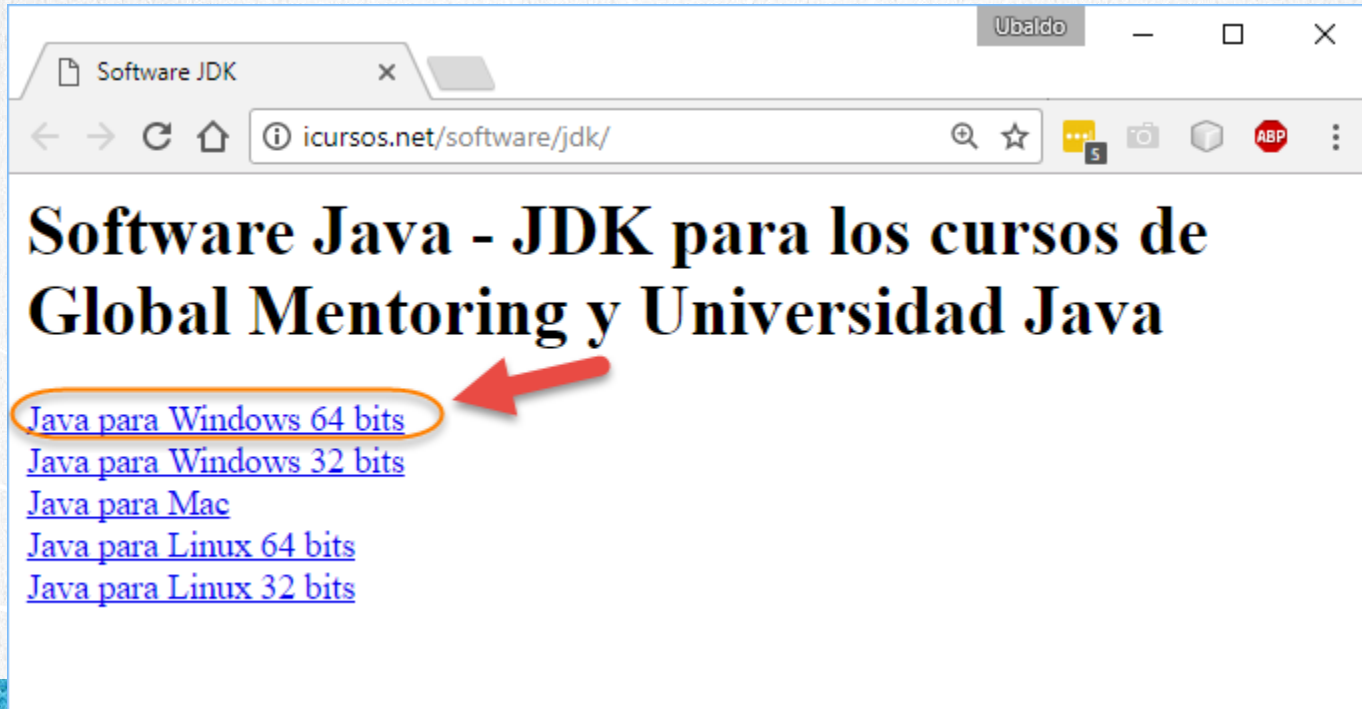 Ubaldo
Software JDK
icursos.net/software/jdk/
5
ABP
Software Java - JDK para los cursos de
Global Mentoring y Universidad Java
Java para Windows 64 bits
Java para Windows 32 bits
Java para Mac
Java para Linux 64 bits
Java para Linux 32 bits